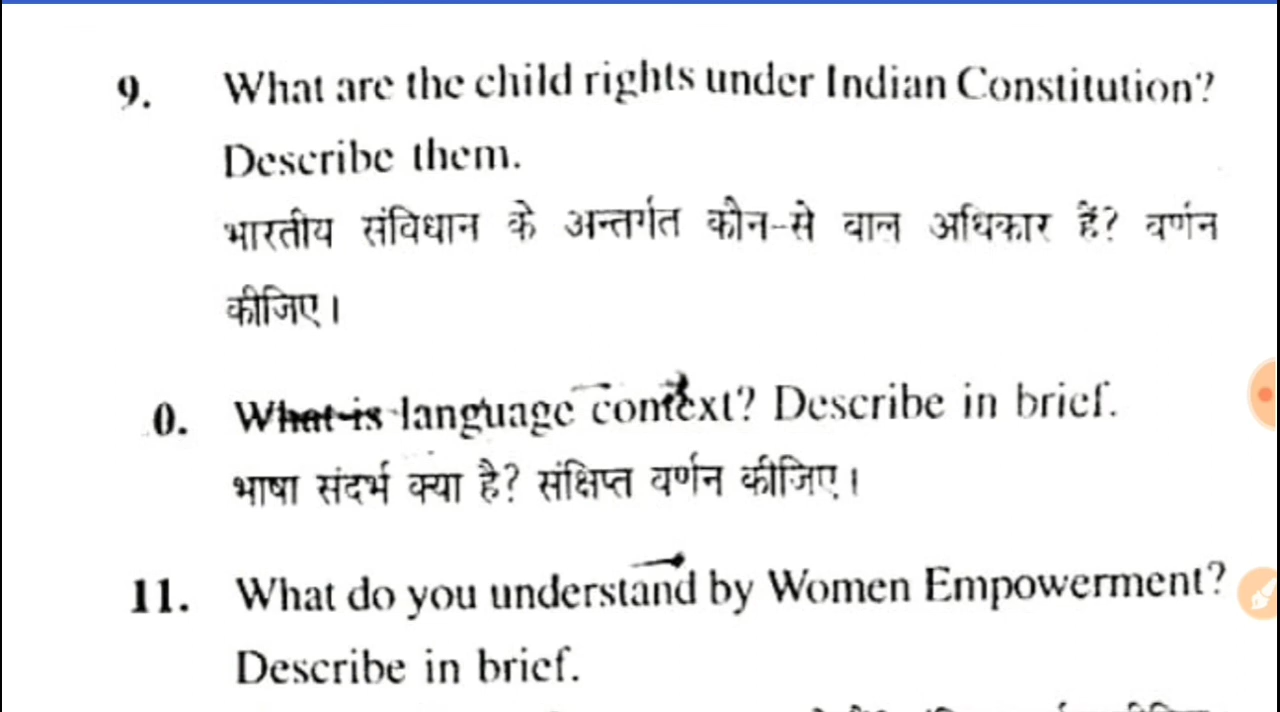 9. What are the child rights under Indian Constitution?
Describe them.
भारतीय संविधान के अन्तर्गत कौन-से बाल अधिकार हैं? वर्णन
कीजिए।
0. What is language context? Describe in brief.
भाषा संदर्भ क्या है? संक्षिप्त वर्णन कीजिए।
11. What do you understand by Women Empowerment?
Describe in brief.